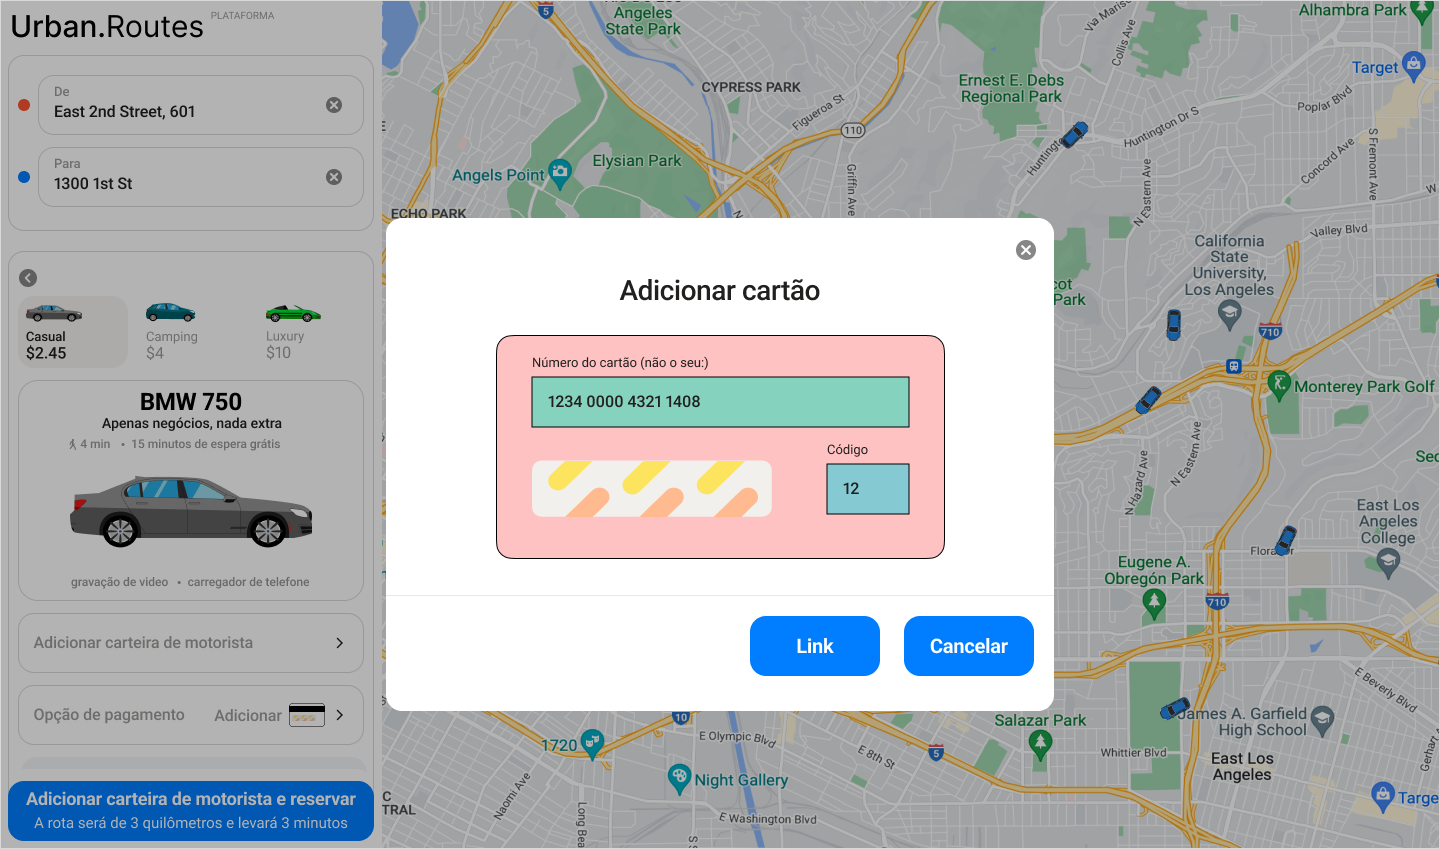 Urban.Routes
PLATAFORMA
De
East 2nd Street, 601
Para
1300 1st St
Casual
$2.45
Camping
$4
Luxury
$10
BMW 750
Apenas negócios, nada extra
4 min • 15 minutos de espera grátis
gravação de video • carregador de telefone
Adicionar carteira de motorista
Opção de pagamento
Adicionar
Adicionar carteira de motorista e reservar
A rota será de 3 quilômetros e levará 3 minutos
Adicionar cartão
Número do cartão (não o seu:)
1234 0000 4321 1408
Código
12
Link
Cancelar
5
Angeles
State Park
Via Mariso
Collis Ave
Alhambra Park
Target
CYPRESS PARK
Ernest E. Debs
Regional Park
Figueroa St
110
Poplar Blvd
Huntington Dr S
Huntingto
S Fremont Ave
Concord Ave
Elysian Park
Angels Point
Griffin Ave
N Eastern Ave
ECHO PARK
W
N
Valley Blvd
California
State
University,
Los Angeles
cot
Park
710
Monterey Park Golf
N Eastern Ave
N Hazard Ave
Sec
East Los
Angeles
College
Flora
Dr
Eugene A.
Obregón Park
710
E Beverly Blvd
James A. Garfield
High School
Salazar Park
10
E Olympic Blvd
1720
E 8th St
5
Whittier Blvd
East Los
Angeles
Gerhar
Night Gallery
Naomi Ave
C
TRAL
Long Bea
E Washington Blvd
S
Targe